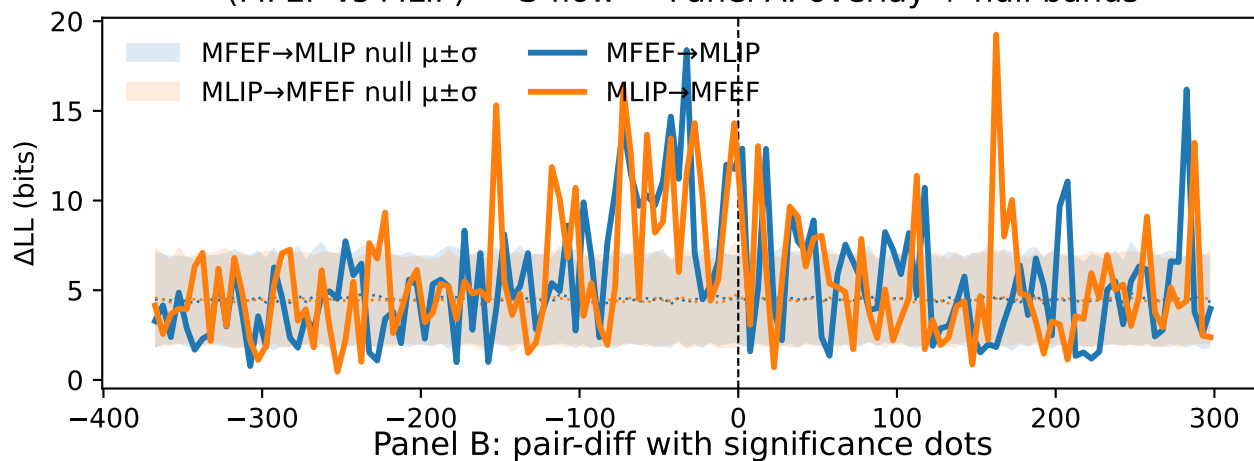 20
15
10
5
0
ΔLL (bits)
MFEF→MLIP null μ±σ
MLIP→MFEF null μ±σ
MFEF→MLIP
MLIP→MFEF
−400 −300 −200 −100 0 100 200 300
Panel B: pair-diff with significance dots